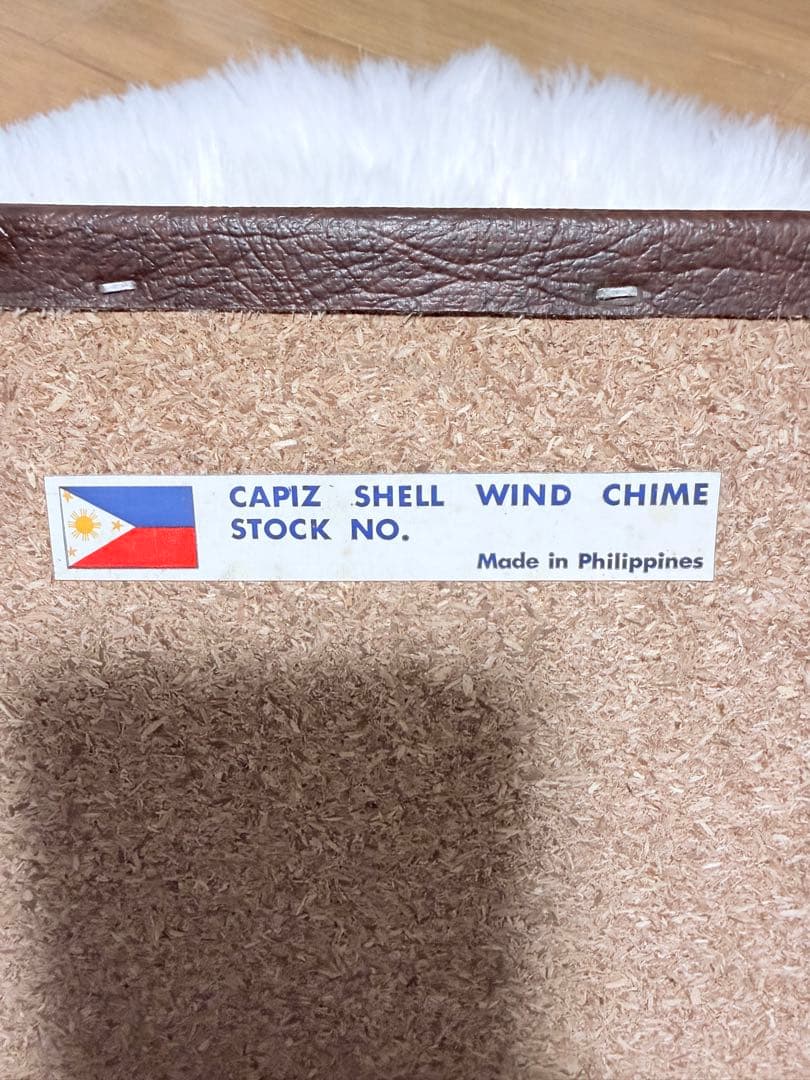 CAPIZ SHELL WIND CHIME
STOCK NO.
Made in Philippines